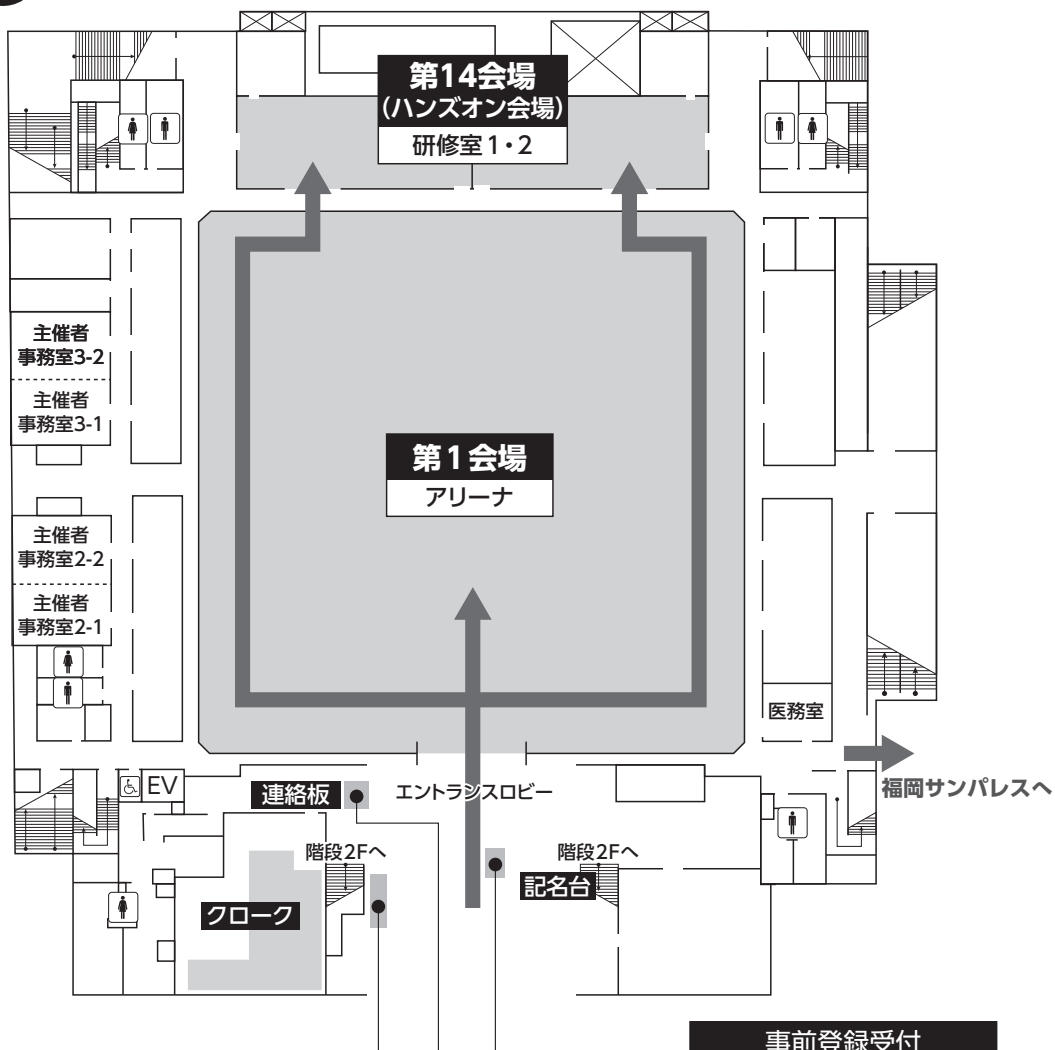 第14会場
(ハンズオン会場)
研修室1・2
主催者
事務室3-2
主催者
事務室3-1
第1会場
アリーナ
主催者
事務室2-2
主催者
事務室2-1
医務室
EV
連絡板
エントランスロビー
福岡サンパレスへ
階段2Fへ
階段2Fへ
記名台
クローク
事前登録受付